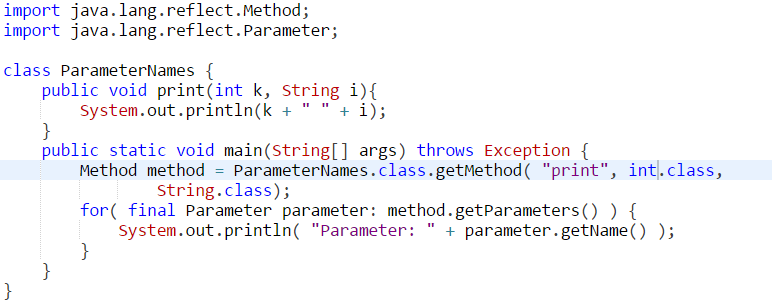 import java.lang.reflect.Method;
import java.lang.reflect.Parameter;

class ParameterNames {
    public void print(int k, String i){
        System.out.println(k + " " + i);
    }
    public static void main(String[] args) throws Exception {
        Method method = ParameterNames.class.getMethod( "print", int.class,
                String.class);
        for( final Parameter parameter: method.getParameters() ) {
            System.out.println( "Parameter: " + parameter.getName() );
        }
    }
}